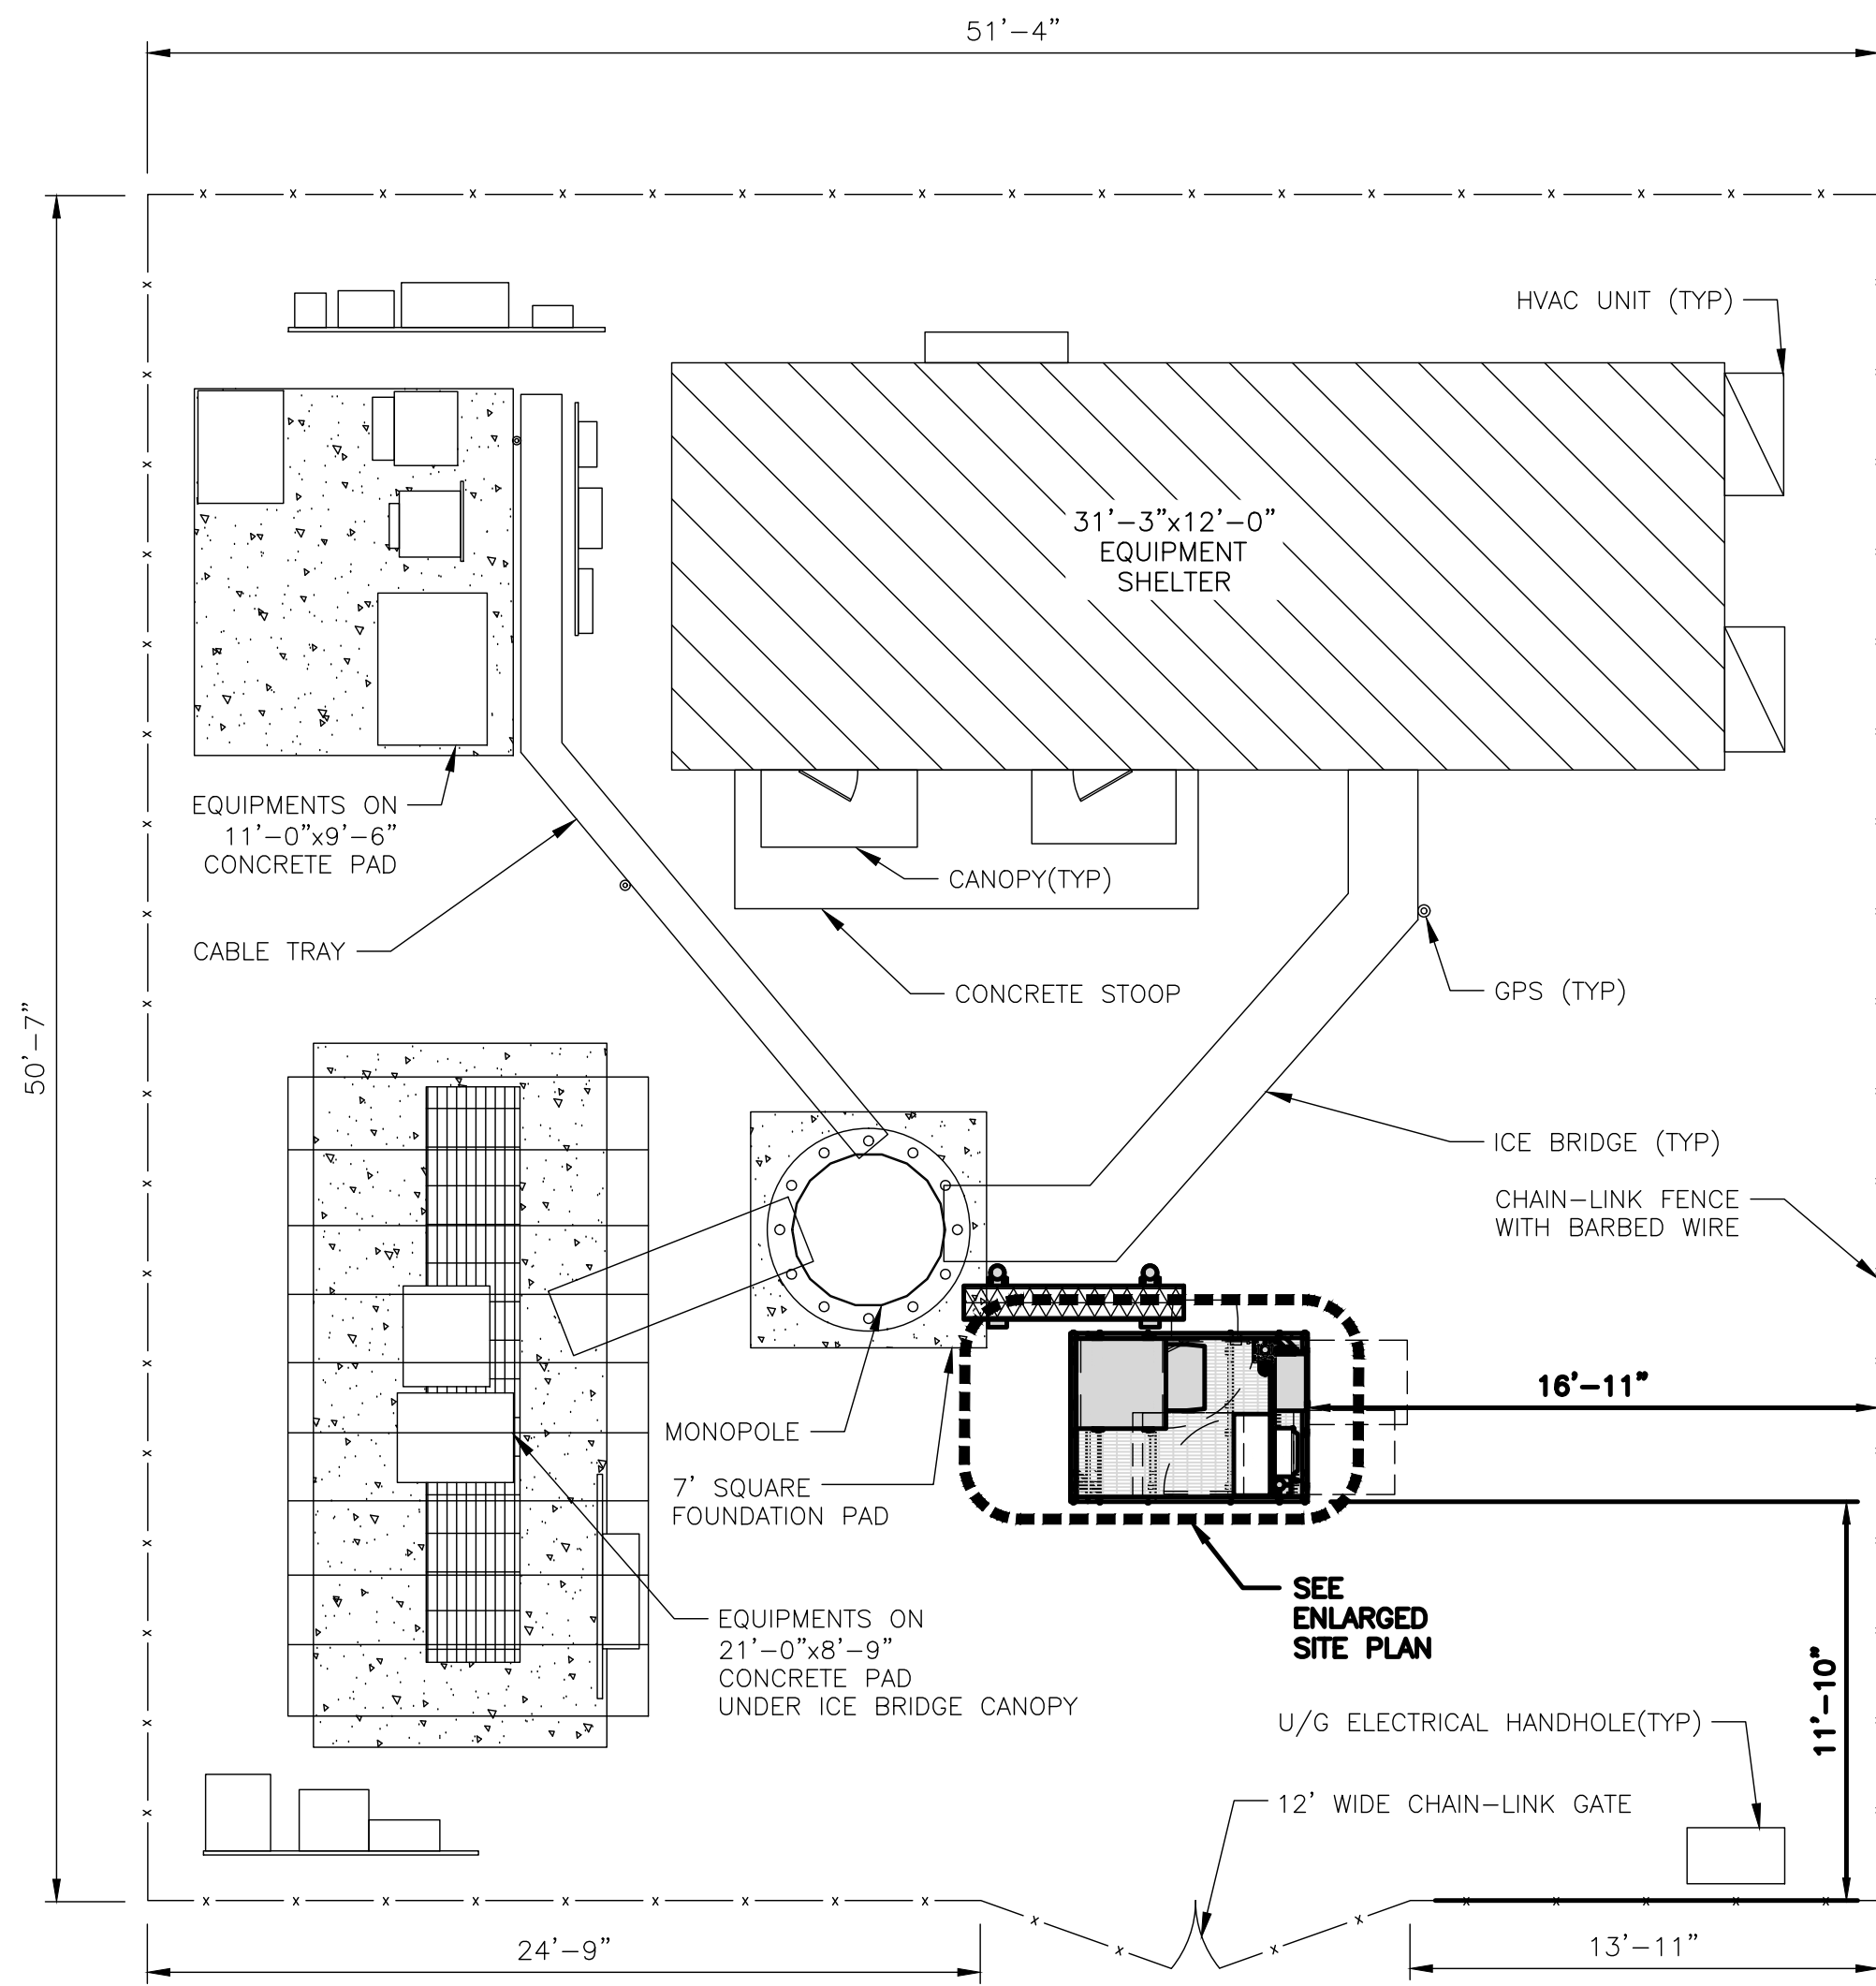 51'-4"
HVAC UNIT (TYP)
31'-3"x12'-0"
EQUIPMENT
SHELTER
EQUIPMENTS ON
11'-0"x9'-6"
CONCRETE PAD
CANOPY(TYP)
CABLE TRAY
CONCRETE STOOP
GPS (TYP)
50'-7"
ICE BRIDGE (TYP)
CHAIN-LINK FENCE
WITH BARBED WIRE
16'-11"
MONOPOLE
7' SQUARE
FOUNDATION PAD
SEE
ENLARGED
SITE PLAN
EQUIPMENTS ON
21'-0"x8'-9"
CONCRETE PAD
UNDER ICE BRIDGE CANOPY
11'-10"
U/G ELECTRICAL HANDHOLE(TYP)
12' WIDE CHAIN-LINK GATE
24'-9"
13'-11"